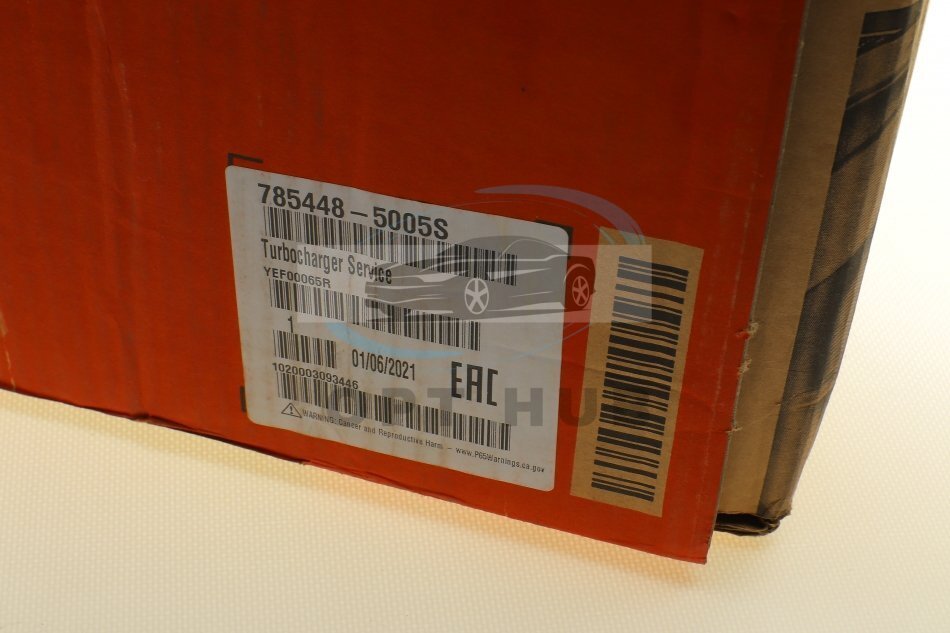 785448-5005S
Turbocharger Service
YEF00065R
1
01/06/2021
EAC
1020003093446
WARNING: Cancer and Reproductive Harm - www.P65Warnings.ca.gov